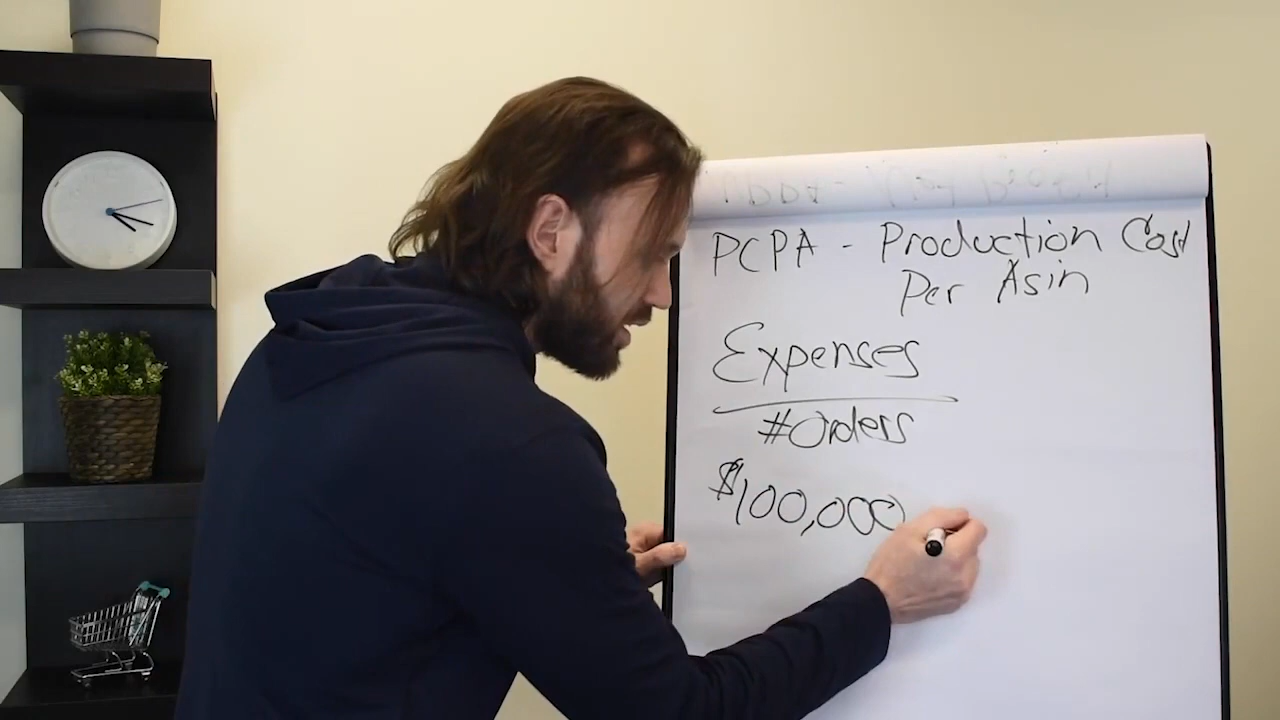 PCPA - Production Cost
Per Asin
Expenses
#Orders
$100,000